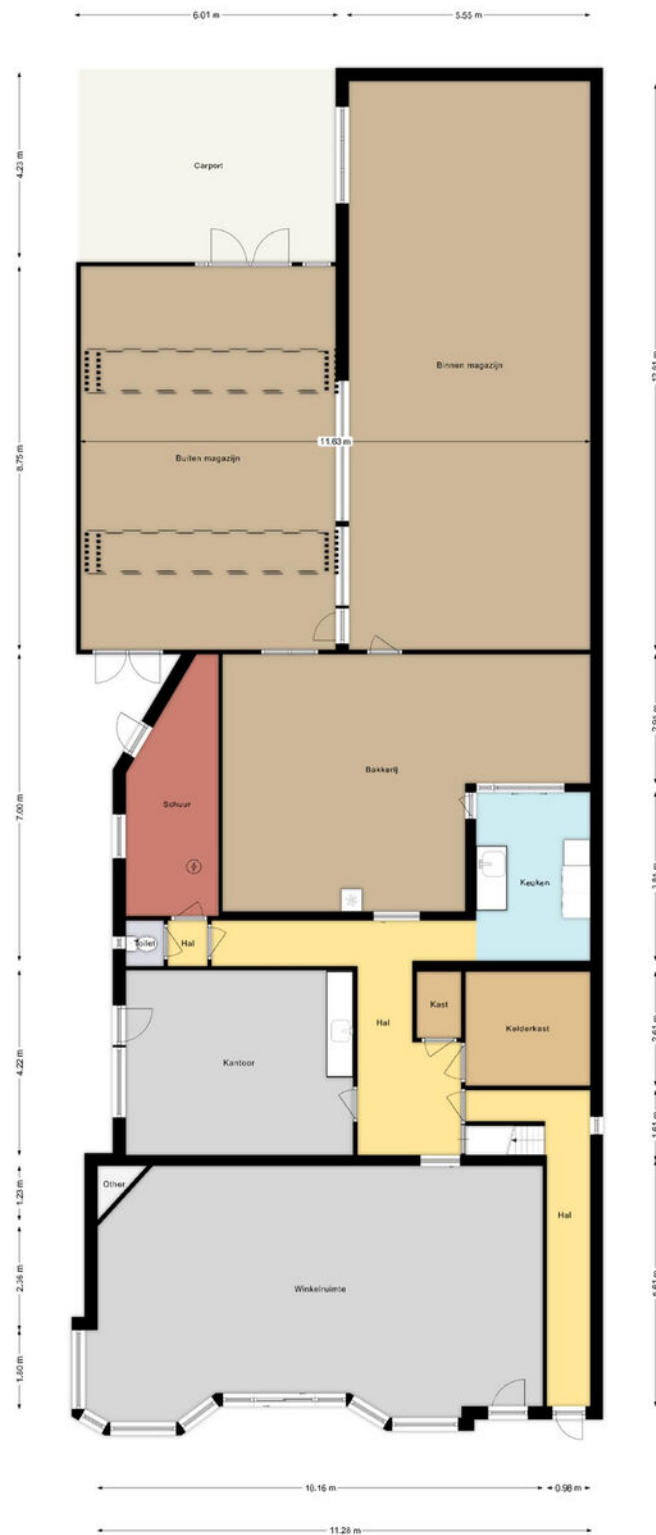 6.01 m
5.55 m
Carport
4.23 m
Binnen magazijn
11.63 m
Buiten magazijn
8.75 m
Bakkerij
Schuur
7.00 m
Keuken
Toilet
Hal
Kast
Hal
Kelderkast
Kantoor
4.22 m
Other
1.23 m
Hal
Winkelruimte
2.36 m
1.80 m
10.16 m
0.98 m
11.28 m